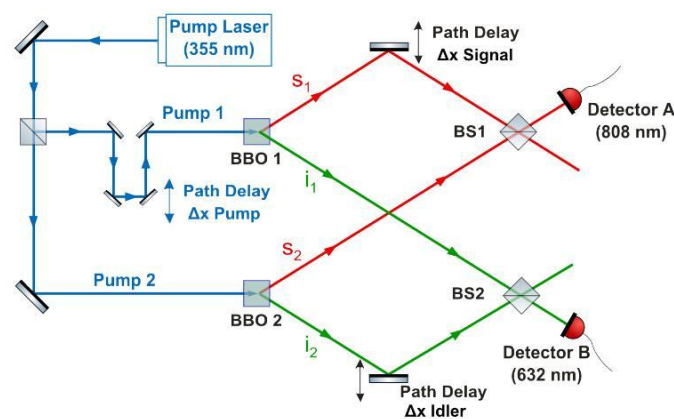 Pump Laser
(355 nm)
Path Delay
Δx Signal
s1
Detector A
(808 nm)
BS1
Pump 1
BBO 1
Path Delay
Δx Pump
i1
s2
Pump 2
BBO 2
BS2
i2
Detector B
(632 nm)
Path Delay
Δx Idler